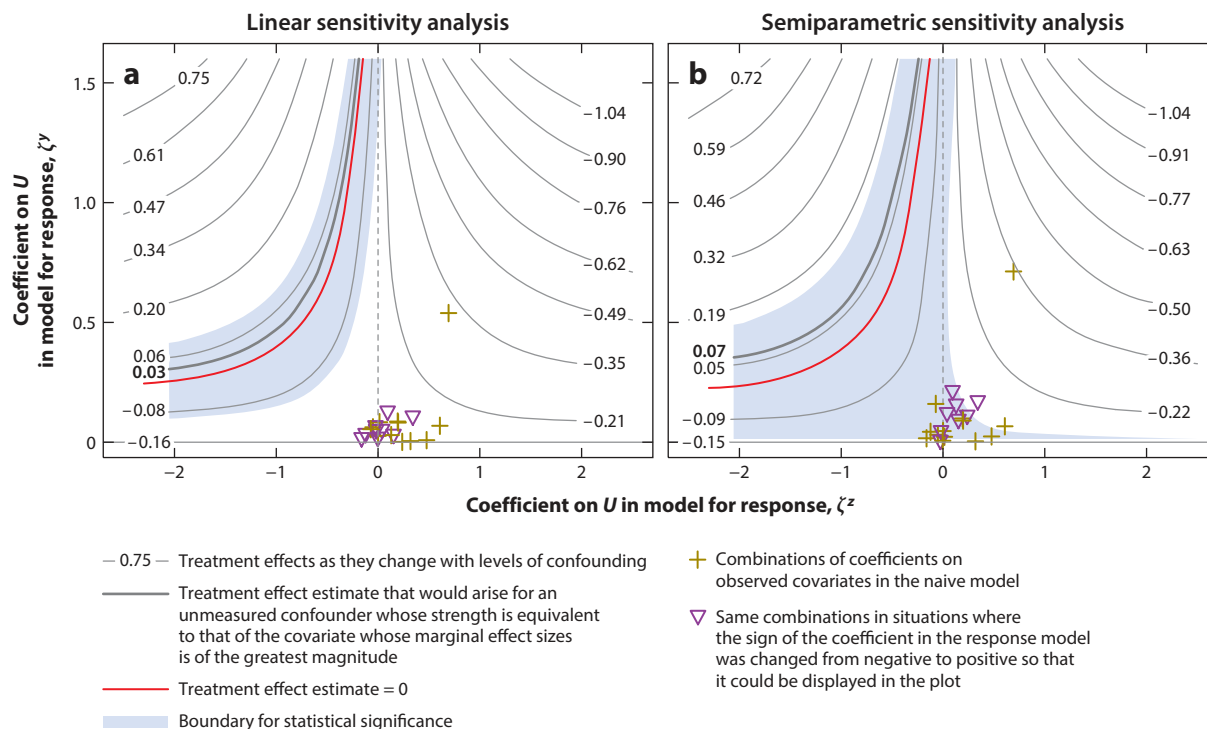 Linear sensitivity analysis
Semiparametric sensitivity analysis
Coefficient on U
in model for response, ζʸ
a
1.5
1.0
0.5
0
0.75
0.61
0.47
0.34
0.20
0.06
0.03
−0.08
−0.16
−1.04
−0.90
−0.76
−0.62
−0.49
−0.35
−0.21
−2
−1
0
1
2
b
0.72
0.59
0.46
0.32
0.19
0.07
0.05
−0.09
−0.15
−1.04
−0.91
−0.77
−0.63
−0.50
−0.36
−0.22
−2
−1
0
1
2
Coefficient on U in model for response, ζᶻ
0.75
Treatment effects as they change with levels of confounding
Treatment effect estimate that would arise for an
unmeasured confounder whose strength is equivalent
to that of the covariate whose marginal effect sizes
is of the greatest magnitude
Treatment effect estimate = 0
Boundary for statistical significance
Combinations of coefficients on
observed covariates in the naive model
Same combinations in situations where
the sign of the coefficient in the response model
was changed from negative to positive so that
it could be displayed in the plot